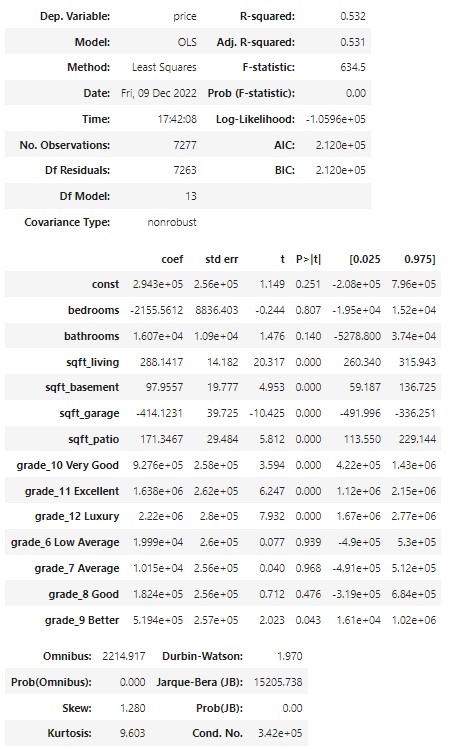 Dep. Variable: price R-squared: 0.532
Model: OLS Adj. R-squared: 0.531
Method: Least Squares F-statistic: 634.5
Date: Fri, 09 Dec 2022 Prob (F-statistic): 0.00
Time: 17:42:08 Log-Likelihood: -1.0596e+05
No. Observations: 7277 AIC: 2.120e+05
Df Residuals: 7263 BIC: 2.120e+05
Df Model: 13
Covariance Type: nonrobust
coef std err t P>|t| [0.025 0.975]
const 2.943e+05 2.56e+05 1.149 0.251 -2.08e+05 7.96e+05
bedrooms -2155.5612 8836.403 -0.244 0.807 -1.95e+04 1.52e+04
bathrooms 1.607e+04 1.09e+04 1.476 0.140 -5278.800 3.74e+04
sqft_living 288.1417 14.182 20.317 0.000 260.340 315.943
sqft_basement 97.9557 19.777 4.953 0.000 59.187 136.725
sqft_garage -414.1231 39.725 -10.425 0.000 -491.996 -336.251
sqft_patio 171.3467 29.484 5.812 0.000 113.550 229.144
grade_10 Very Good 9.276e+05 2.58e+05 3.594 0.000 4.22e+05 1.43e+06
grade_11 Excellent 1.638e+06 2.62e+05 6.247 0.000 1.12e+06 2.15e+06
grade_12 Luxury 2.22e+06 2.8e+05 7.932 0.000 1.67e+06 2.77e+06
grade_6 Low Average 1.999e+04 2.6e+05 0.077 0.939 -4.9e+05 5.3e+05
grade_7 Average 1.015e+04 2.56e+05 0.040 0.968 -4.91e+05 5.12e+05
grade_8 Good 1.824e+05 2.56e+05 0.712 0.476 -3.19e+05 6.84e+05
grade_9 Better 5.194e+05 2.57e+05 2.023 0.043 1.61e+04 1.02e+06
Omnibus: 2214.917 Durbin-Watson: 1.970
Prob(Omnibus): 0.000 Jarque-Bera (JB): 15205.738
Skew: 1.280 Prob(JB): 0.00
Kurtosis: 9.603 Cond. No. 3.42e+05